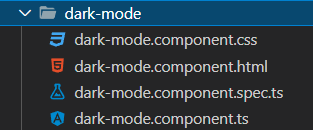 dark-mode
dark-mode.component.css
dark-mode.component.html
dark-mode.component.spec.ts
dark-mode.component.ts